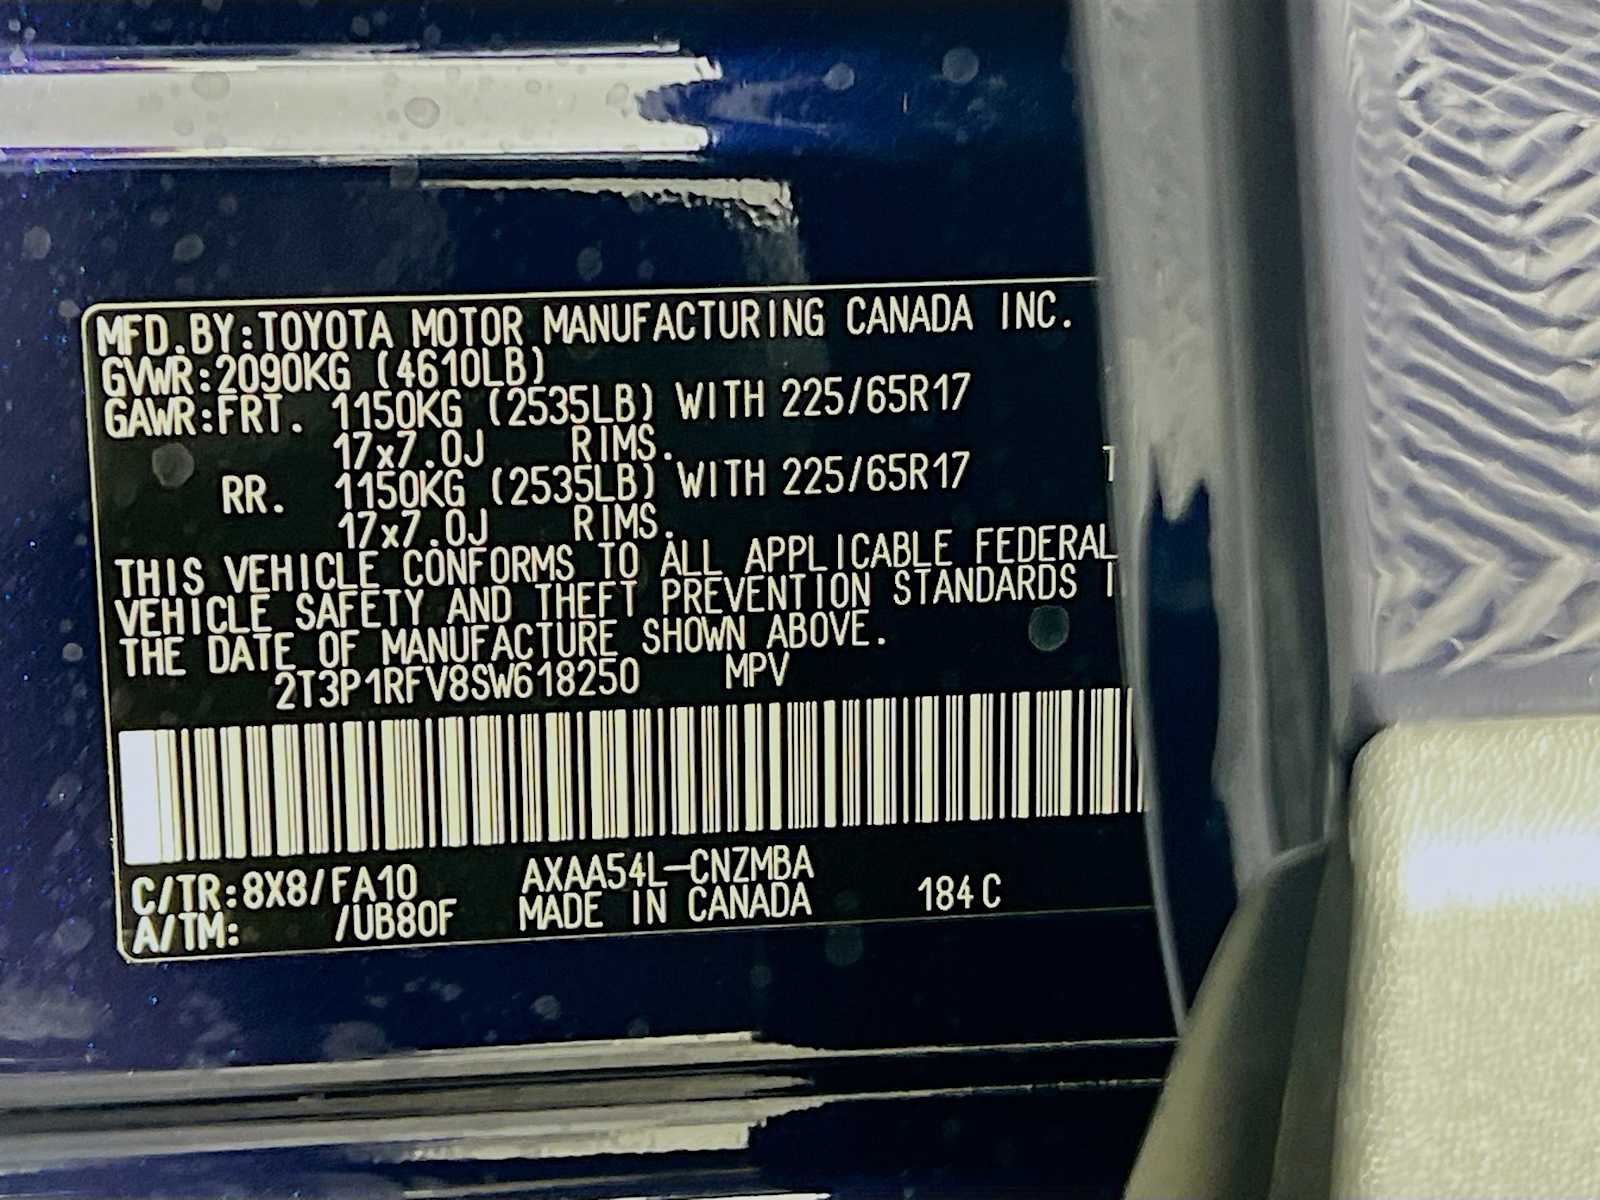 MFD.BY:TOYOTA MOTOR MANUFACTURING CANADA INC.
GVWR:2090KG (4610LB)
GAWR:FRT. 1150KG (2535LB) WITH 225/65R17
17x7.0J RIMS.
RR. 1150KG (2535LB) WITH 225/65R17
17x7.0J RIMS.
THIS VEHICLE CONFORMS TO ALL APPLICABLE FEDERAL
VEHICLE SAFETY AND THEFT PREVENTION STANDARDS
THE DATE OF MANUFACTURE SHOWN ABOVE.
2T3P1RFV8SW618250 MPV
C/TR:8X8/FA10 AXAA54L-CNZMBA
A/TM: /UB80F MADE IN CANADA 184C